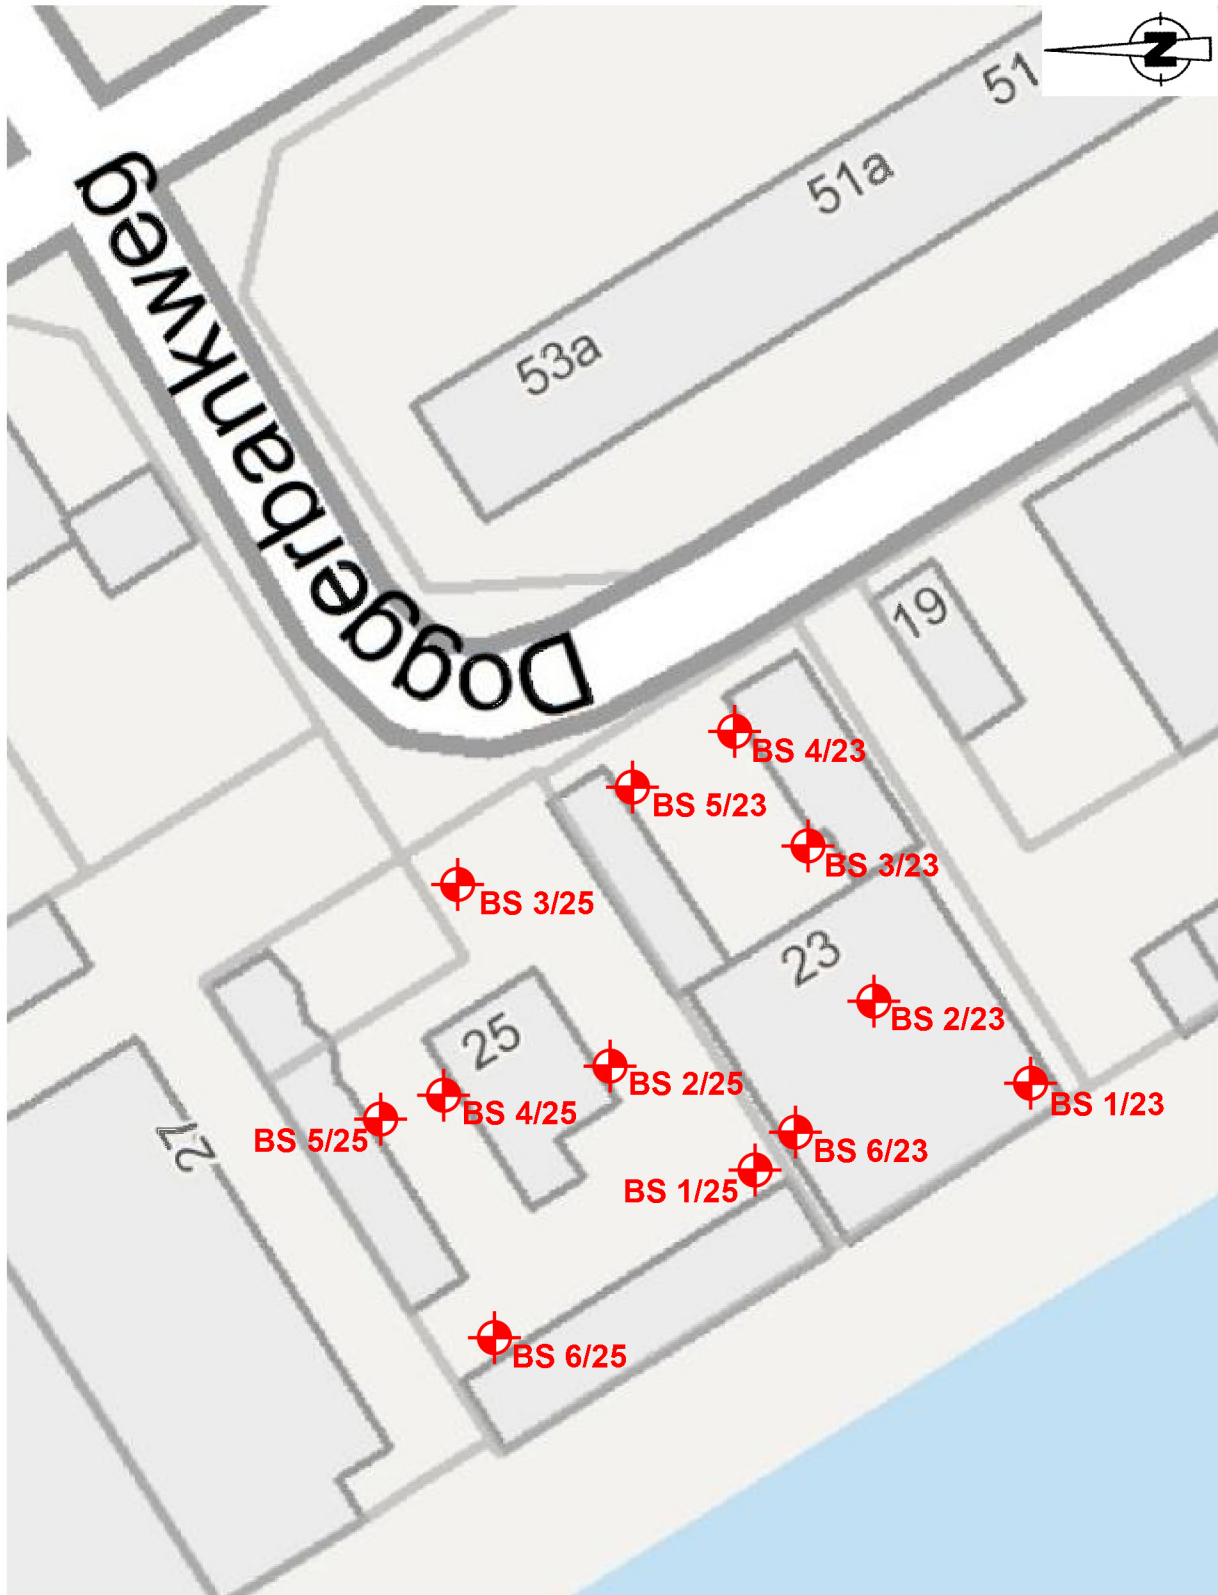 N
51
51a
53a
Doggerbankweg
19
BS 4/23
BS 5/23
BS 3/23
BS 3/25
23
BS 2/23
25
BS 2/25
BS 1/23
BS 4/25
BS 5/25
27
BS 6/23
BS 1/25
BS 6/25